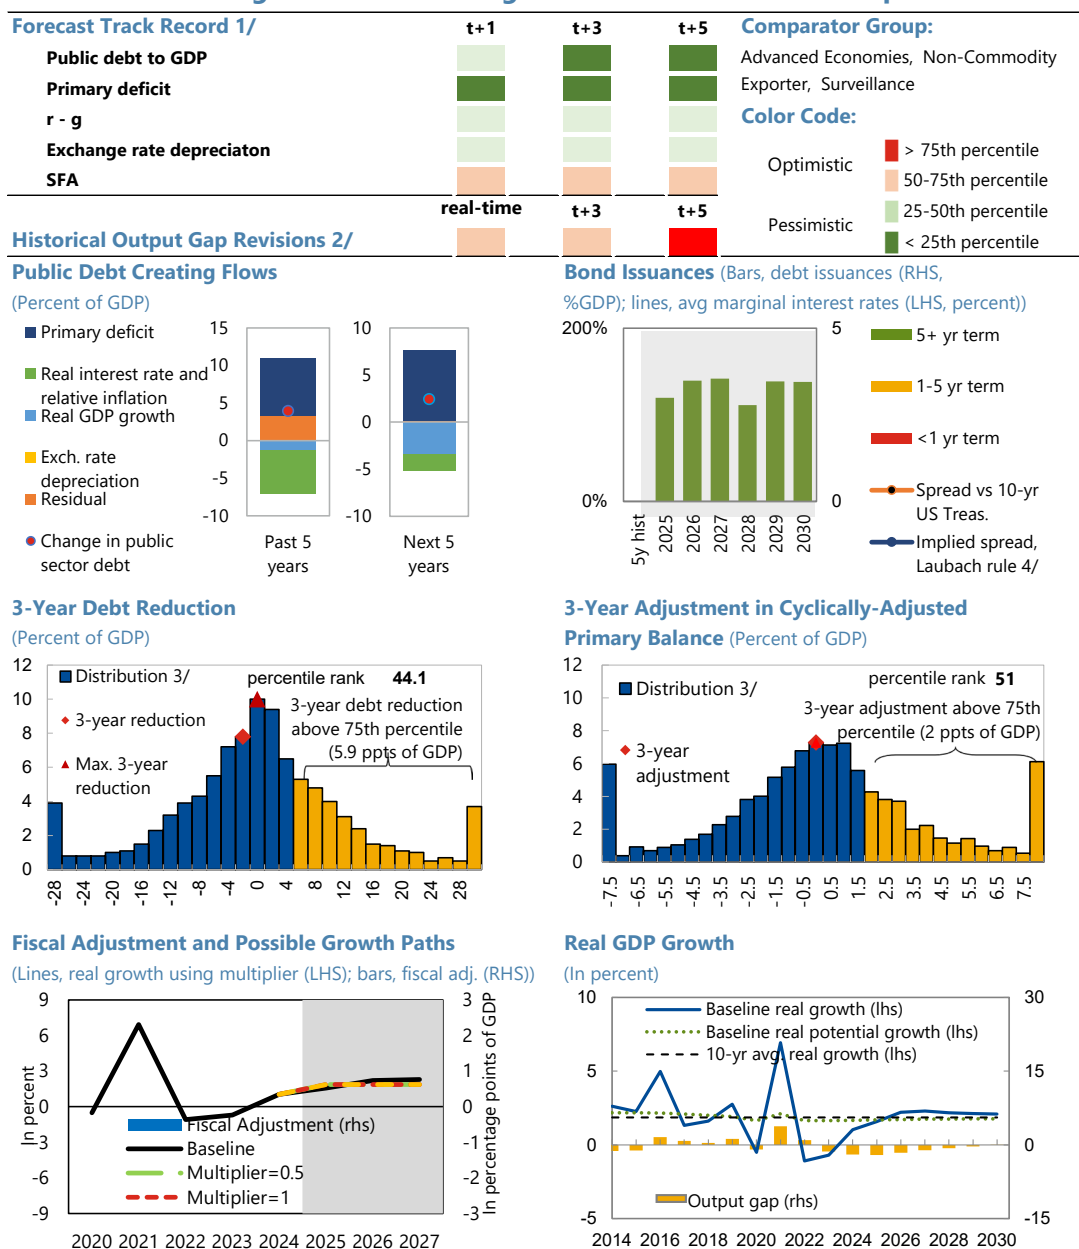 Forecast Track Record 1/ t+1 t+3 t+5
Public debt to GDP
Primary deficit
r - g
Exchange rate depreciaton
SFA
real-time t+3 t+5
Historical Output Gap Revisions 2/
Comparator Group:
Advanced Economies, Non-Commodity
Exporter, Surveillance
Color Code:
Optimistic
> 75th percentile
50-75th percentile
Pessimistic
25-50th percentile
< 25th percentile
Public Debt Creating Flows
(Percent of GDP)
Primary deficit
Real interest rate and
relative inflation
Real GDP growth
Exch. rate
depreciation
Residual
Change in public
sector debt
15
10
5
0
-5
-10
Past 5
years
10
5
0
-5
-10
Next 5
years
Bond Issuances (Bars, debt issuances (RHS,
%GDP); lines, avg marginal interest rates (LHS, percent))
200%
0%
5
0
5y hist 2025 2026 2027 2028 2029 2030
5+ yr term
1-5 yr term
<1 yr term
Spread vs 10-yr
US Treas.
Implied spread,
Laubach rule 4/
3-Year Debt Reduction
(Percent of GDP)
12
10
8
6
4
2
0
Distribution 3/
3-year reduction
Max. 3-year
reduction
percentile rank 44.1
3-year debt reduction
above 75th percentile
(5.9 ppts of GDP)
-28 -24 -20 -16 -12 -8 -4 0 4 8 12 16 20 24 28
3-Year Adjustment in Cyclically-Adjusted
Primary Balance (Percent of GDP)
12
10
8
6
4
2
0
Distribution 3/
3-year
adjustment
percentile rank 51
3-year adjustment above 75th
percentile (2 ppts of GDP)
-7.5 -6.5 -5.5 -4.5 -3.5 -2.5 -1.5 -0.5 0.5 1.5 2.5 3.5 4.5 5.5 6.5 7.5
Fiscal Adjustment and Possible Growth Paths
(Lines, real growth using multiplier (LHS); bars, fiscal adj. (RHS))
In percent
9
6
3
0
-3
-6
-9
Fiscal Adjustment (rhs)
Baseline
Multiplier=0.5
Multiplier=1
3
2
1
0
-1
-2
-3
In percentage points of GDP
2020 2021 2022 2023 2024 2025 2026 2027
Real GDP Growth
(In percent)
10
5
0
-5
Baseline real growth (lhs)
Baseline real potential growth (lhs)
10-yr avg. real growth (lhs)
Output gap (rhs)
30
15
0
-15
2014 2016 2018 2020 2022 2024 2026 2028 2030